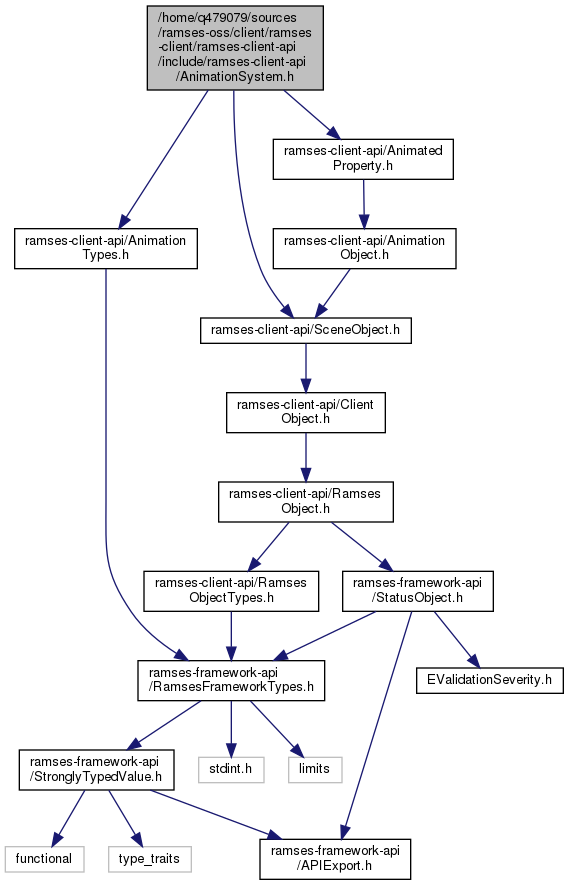 /home/q479079/sources
/ramses-oss/client/ramses
-client/ramses-client-api
/include/ramses-client-api
/AnimationSystem.h
ramses-client-api/Animated
Property.h
ramses-client-api/Animation
Types.h
ramses-client-api/Animation
Object.h
ramses-client-api/SceneObject.h
ramses-client-api/Client
Object.h
ramses-client-api/Ramses
Object.h
ramses-client-api/Ramses
ObjectTypes.h
ramses-framework-api
/StatusObject.h
ramses-framework-api
/RamsesFrameworkTypes.h
EValidationSeverity.h
ramses-framework-api
/StronglyTypedValue.h
stdint.h
limits
functional
type_traits
ramses-framework-api
/APIExport.h